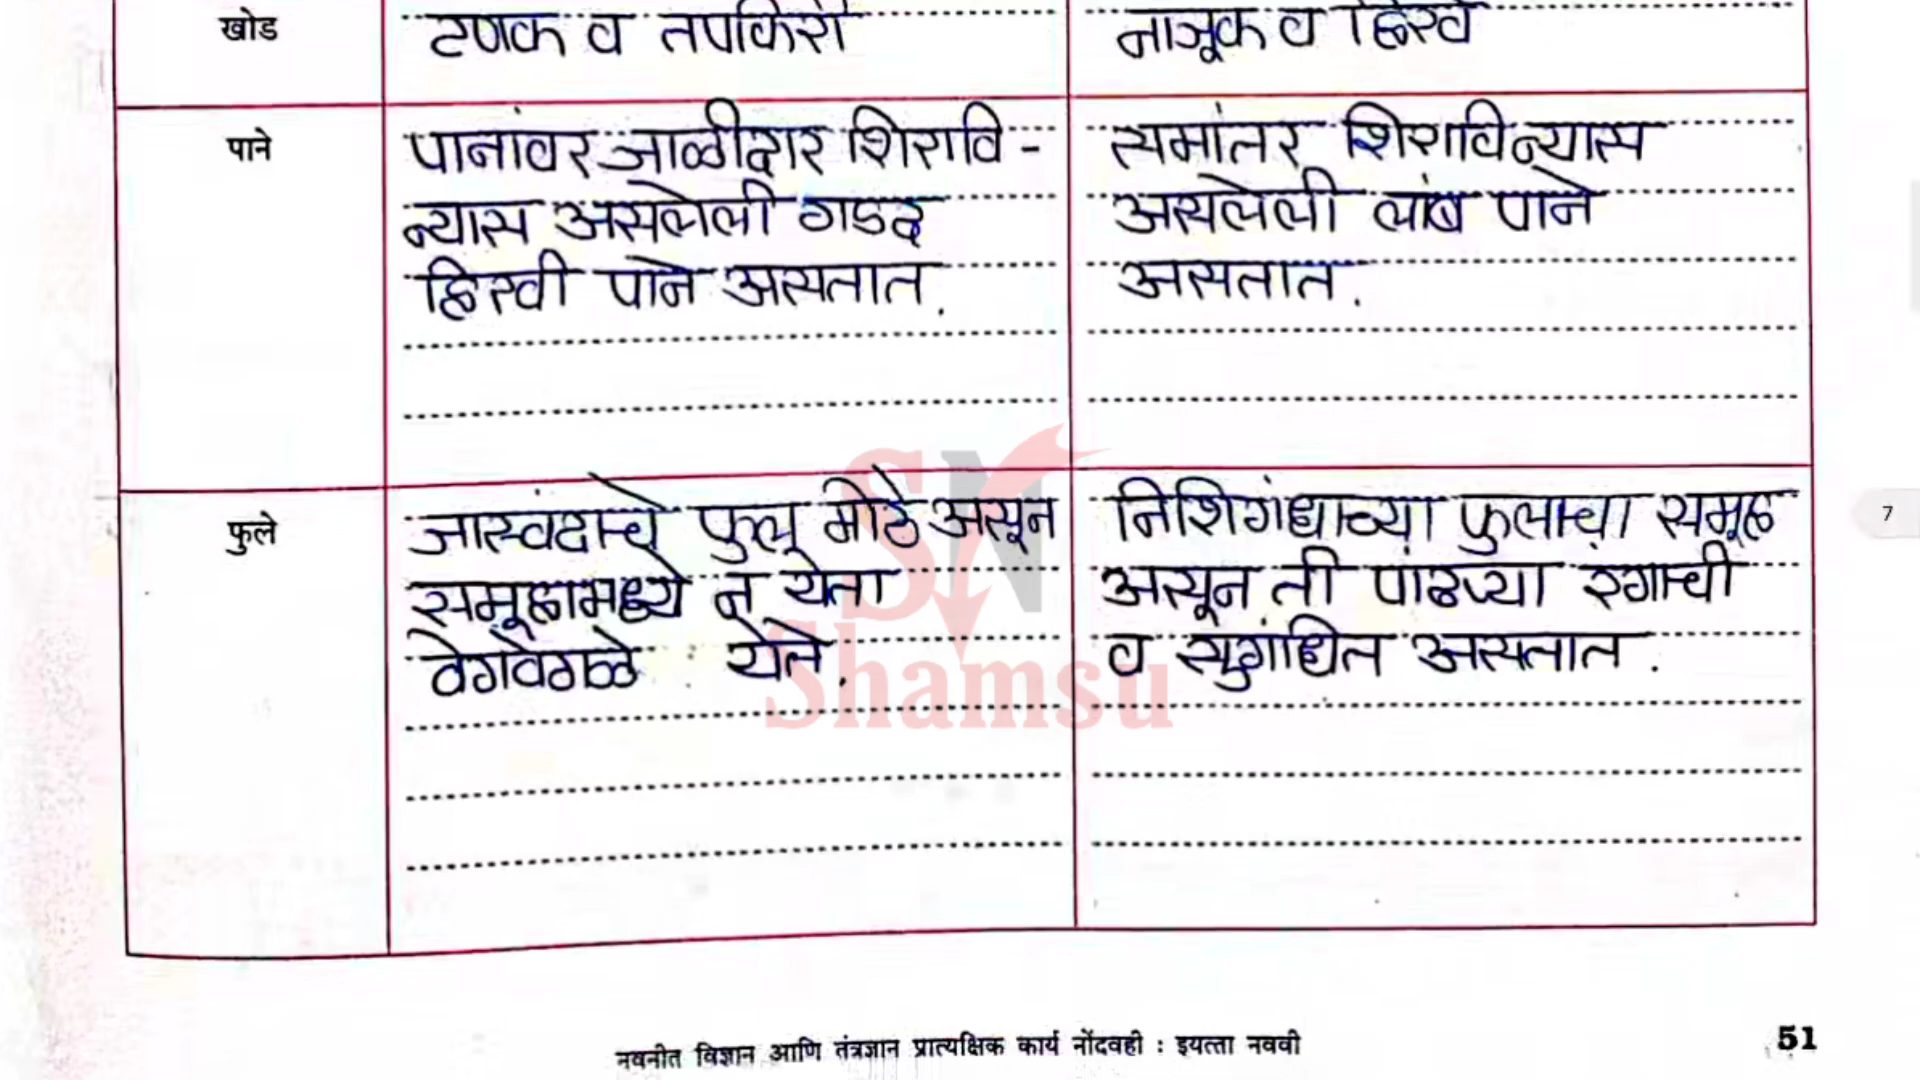 खोड
टणक व तपकिरी
नाजूक व हिरवे
पाने
पानांवर जाळीदार शिरावि-
न्यास असलेली गडद
हिरवी पाने असतात.
समांतर शिराविन्यास
असलेली लांब पाने
असतात.
फुले
जास्वंदाचे फुल मोठे असून
समूहामध्ये न येता
वेगवेगळे येते.
निशिगंधाच्या फुलांचा समूह
असून ती पांढऱ्या रंगाची
व सुगंधित असतात.
SN
Shamsu
7
नवनीत विज्ञान आणि तंत्रज्ञान प्रात्यक्षिक कार्य नोंदवही : इयत्ता नववी
51